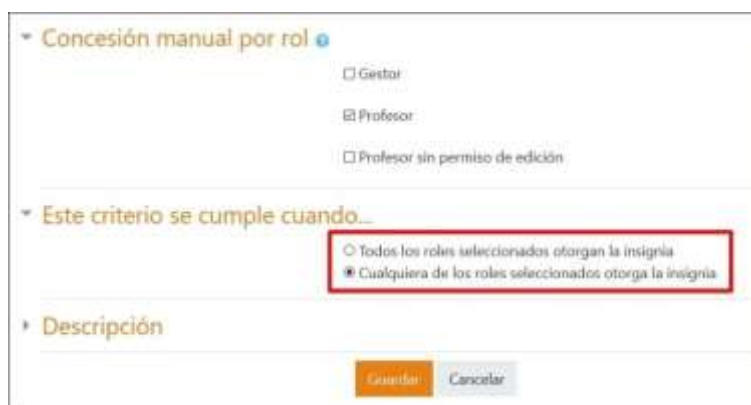 Concesión manual por rol
Gestor
Profesor
Profesor sin permiso de edición
Este criterio se cumple cuando...
Todos los roles seleccionados otorgan la insignia
Cualquiera de los roles seleccionados otorga la insignia
Descripción
Guardar Cancelar